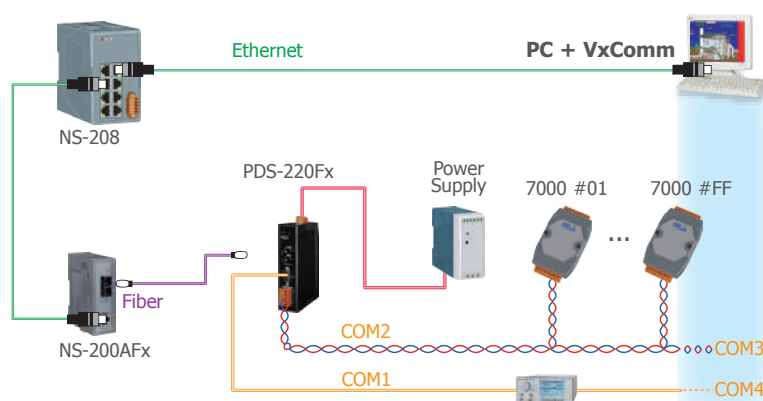 Ethernet
PC + VxComm
NS-208
PDS-220Fx
Power
Supply
7000 #01
7000 #FF
...
Fiber
NS-200AFx
COM2
COM3
COM1
COM4